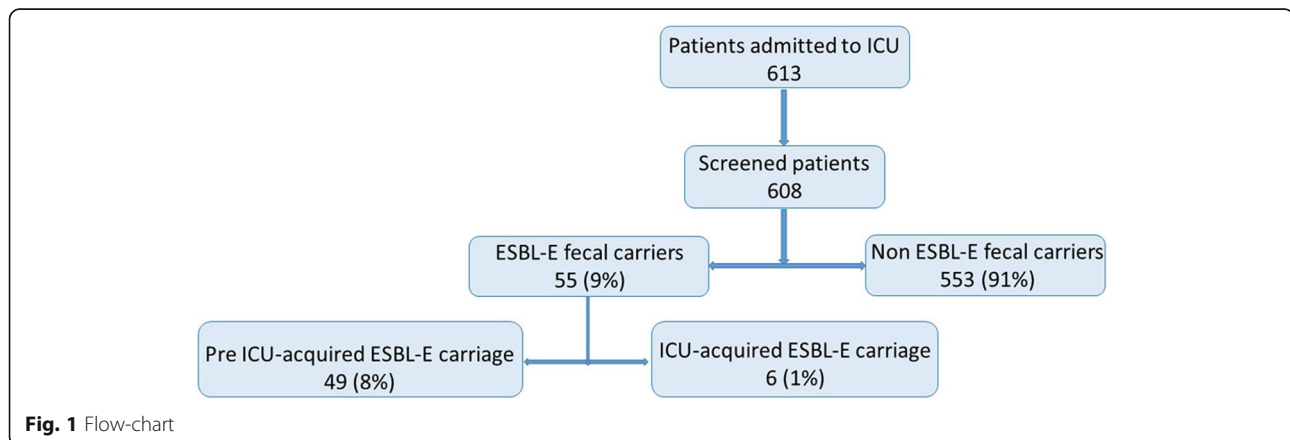 Patients admitted to ICU
613
Screened patients
608
ESBL-E fecal carriers
55 (9%)
Non ESBL-E fecal carriers
553 (91%)
Pre ICU-acquired ESBL-E carriage
49 (8%)
ICU-acquired ESBL-E carriage
6 (1%)
Fig. 1 Flow-chart